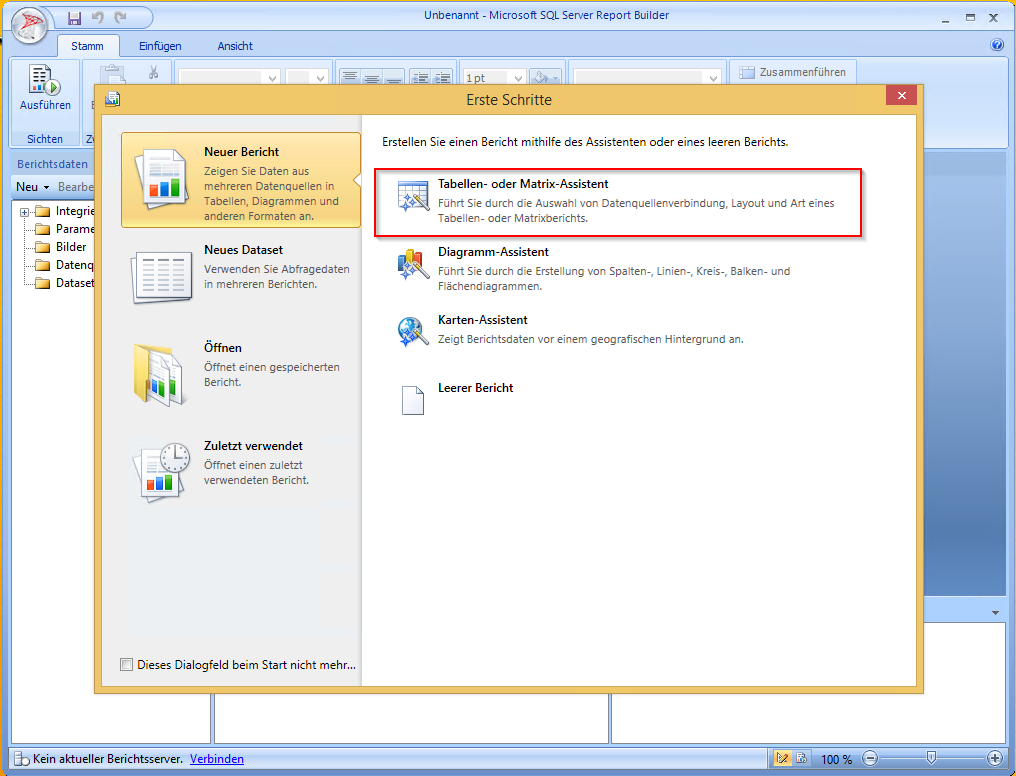 Unbenannt - Microsoft SQL Server Report Builder
Stamm Einfügen Ansicht
1 pt
Zusammenführen
Ausführen
Sichten
Berichtsdaten
Neu Bearbe
Integrie
Parame
Bilder
Datenq
Dataset
Erste Schritte
Neuer Bericht
Zeigen Sie Daten aus
mehreren Datenquellen in
Tabellen, Diagrammen und
anderen Formaten an.
Neues Dataset
Verwenden Sie Abfragedaten
in mehreren Berichten.
Öffnen
Öffnet einen gespeicherten
Bericht.
Zuletzt verwendet
Öffnet einen zuletzt
verwendeten Bericht.
Dieses Dialogfeld beim Start nicht mehr...
Erstellen Sie einen Bericht mithilfe des Assistenten oder eines leeren Berichts.
Tabellen- oder Matrix-Assistent
Führt Sie durch die Auswahl von Datenquellenverbindung, Layout und Art eines
Tabellen- oder Matrixberichts.
Diagramm-Assistent
Führt Sie durch die Erstellung von Spalten-, Linien-, Kreis-, Balken- und
Flächendiagrammen.
Karten-Assistent
Zeigt Berichtsdaten vor einem geografischen Hintergrund an.
Leerer Bericht
Kein aktueller Berichtsserver. Verbinden
100 %